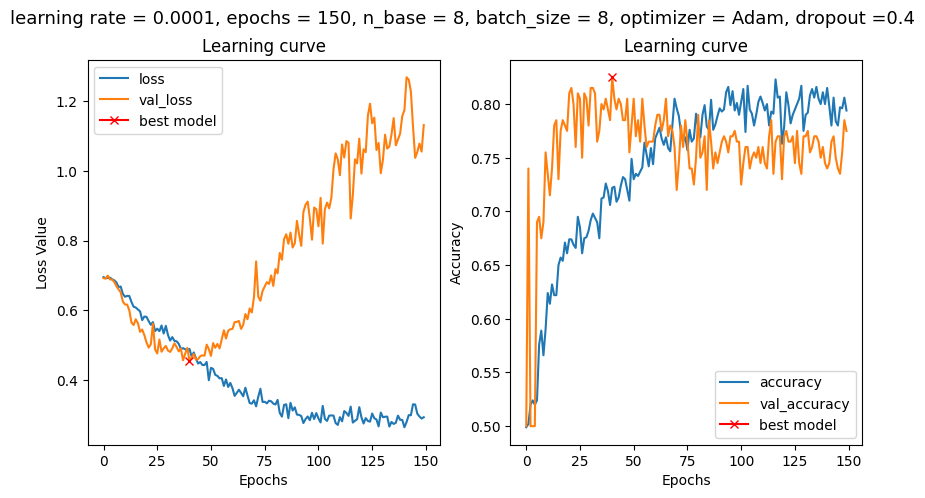 learning rate = 0.0001, epochs = 150, n_base = 8, batch_size = 8, optimizer = Adam, dropout =0.4
Learning curve
loss
val_loss
best model
1.2
1.0
0.8
0.6
0.4
Loss Value
0
25
50
75
100
125
150
Epochs
Learning curve
0.80
0.75
0.70
0.65
0.60
0.55
0.50
Accuracy
accuracy
val_accuracy
best model
0
25
50
75
100
125
150
Epochs